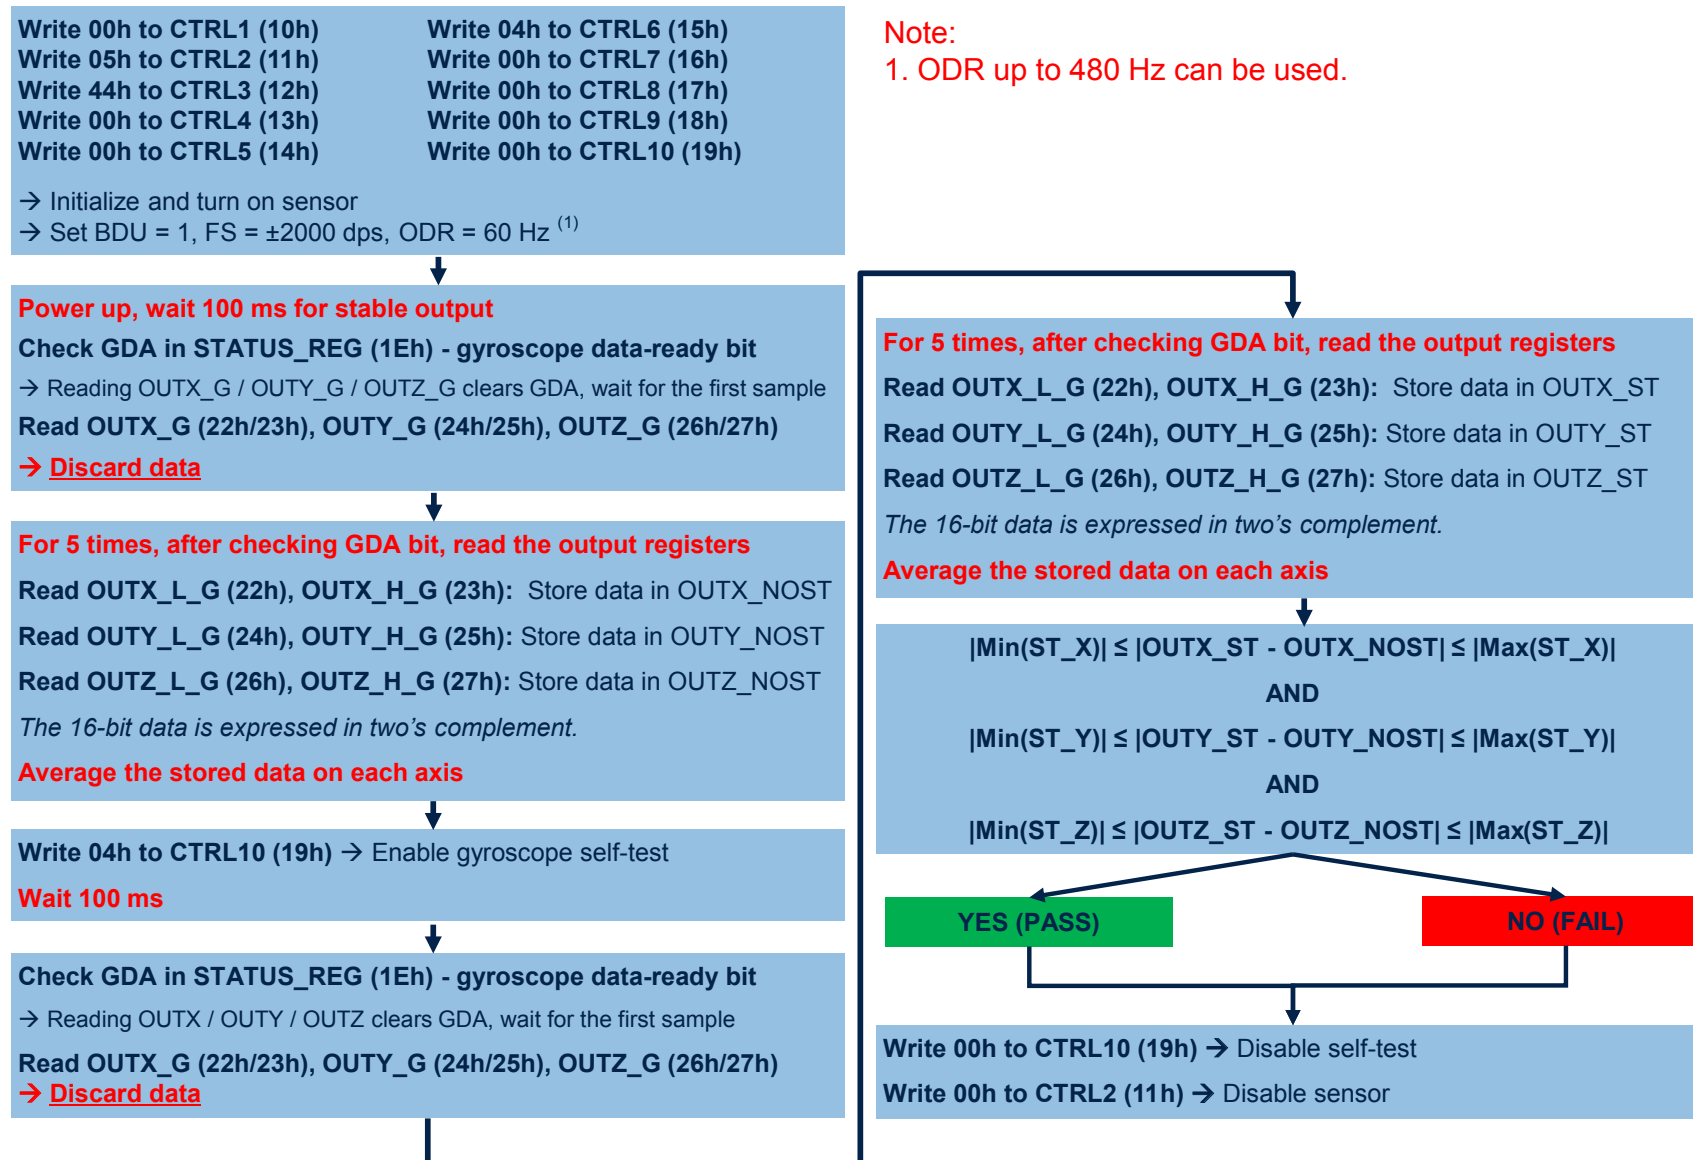 Write 00h to CTRL1 (10h)
Write 05h to CTRL2 (11h)
Write 44h to CTRL3 (12h)
Write 00h to CTRL4 (13h)
Write 00h to CTRL5 (14h)
Write 04h to CTRL6 (15h)
Write 00h to CTRL7 (16h)
Write 00h to CTRL8 (17h)
Write 00h to CTRL9 (18h)
Write 00h to CTRL10 (19h)
→ Initialize and turn on sensor
→ Set BDU = 1, FS = ±2000 dps, ODR = 60 Hz (1)
Power up, wait 100 ms for stable output
Check GDA in STATUS_REG (1Eh) - gyroscope data-ready bit
→ Reading OUTX_G / OUTY_G / OUTZ_G clears GDA, wait for the first sample
Read OUTX_G (22h/23h), OUTY_G (24h/25h), OUTZ_G (26h/27h)
→ Discard data
For 5 times, after checking GDA bit, read the output registers
Read OUTX_L_G (22h), OUTX_H_G (23h): Store data in OUTX_NOST
Read OUTY_L_G (24h), OUTY_H_G (25h): Store data in OUTY_NOST
Read OUTZ_L_G (26h), OUTZ_H_G (27h): Store data in OUTZ_NOST
The 16-bit data is expressed in two's complement.
Average the stored data on each axis
Write 04h to CTRL10 (19h) → Enable gyroscope self-test
Wait 100 ms
Check GDA in STATUS_REG (1Eh) - gyroscope data-ready bit
→ Reading OUTX / OUTY / OUTZ clears GDA, wait for the first sample
Read OUTX_G (22h/23h), OUTY_G (24h/25h), OUTZ_G (26h/27h)
→ Discard data
Note:
1. ODR up to 480 Hz can be used.
For 5 times, after checking GDA bit, read the output registers
Read OUTX_L_G (22h), OUTX_H_G (23h): Store data in OUTX_ST
Read OUTY_L_G (24h), OUTY_H_G (25h): Store data in OUTY_ST
Read OUTZ_L_G (26h), OUTZ_H_G (27h): Store data in OUTZ_ST
The 16-bit data is expressed in two's complement.
Average the stored data on each axis
|Min(ST_X)| ≤ |OUTX_ST - OUTX_NOST| ≤ |Max(ST_X)|
AND
|Min(ST_Y)| ≤ |OUTY_ST - OUTY_NOST| ≤ |Max(ST_Y)|
AND
|Min(ST_Z)| ≤ |OUTZ_ST - OUTZ_NOST| ≤ |Max(ST_Z)|
YES (PASS)
NO (FAIL)
Write 00h to CTRL10 (19h) → Disable self-test
Write 00h to CTRL2 (11h) → Disable sensor